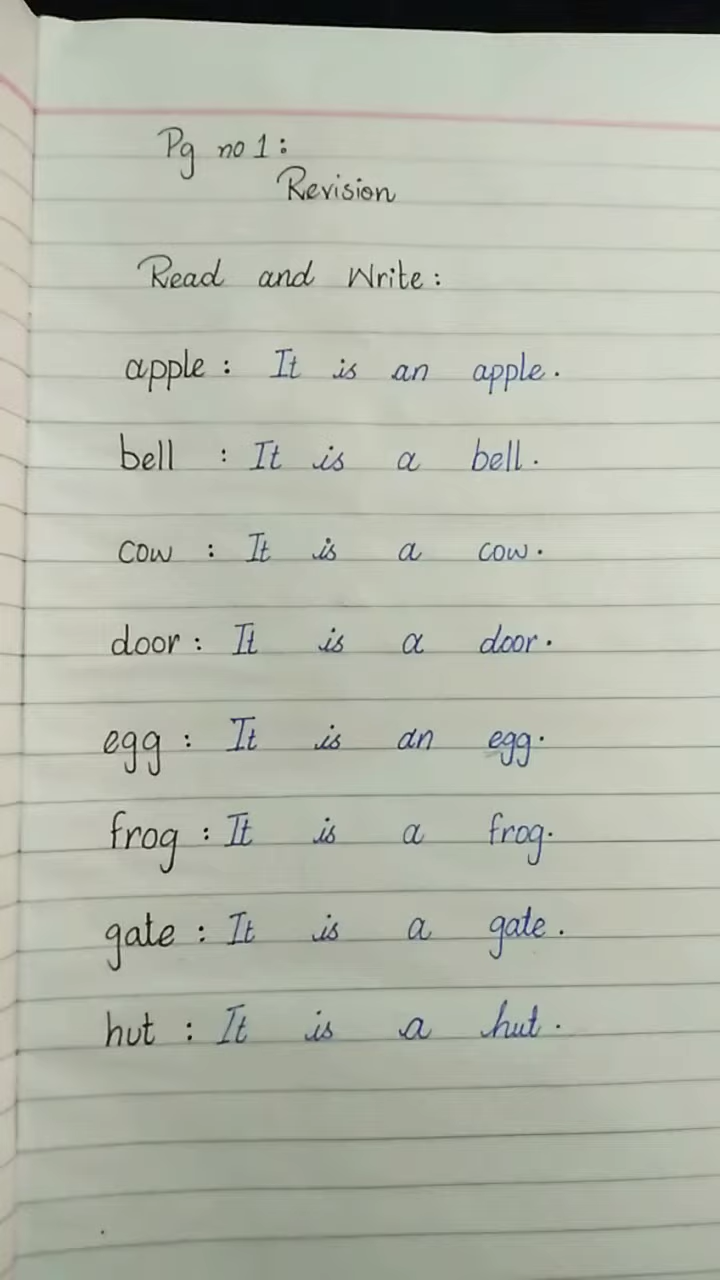 Pg no 1:
Revision
Read and Write:
apple : It is an apple.
bell : It is a bell.
cow : It is a cow.
door : It is a door.
egg : It is an egg.
frog : It is a frog.
gate : It is a gate.
hut : It is a hut.